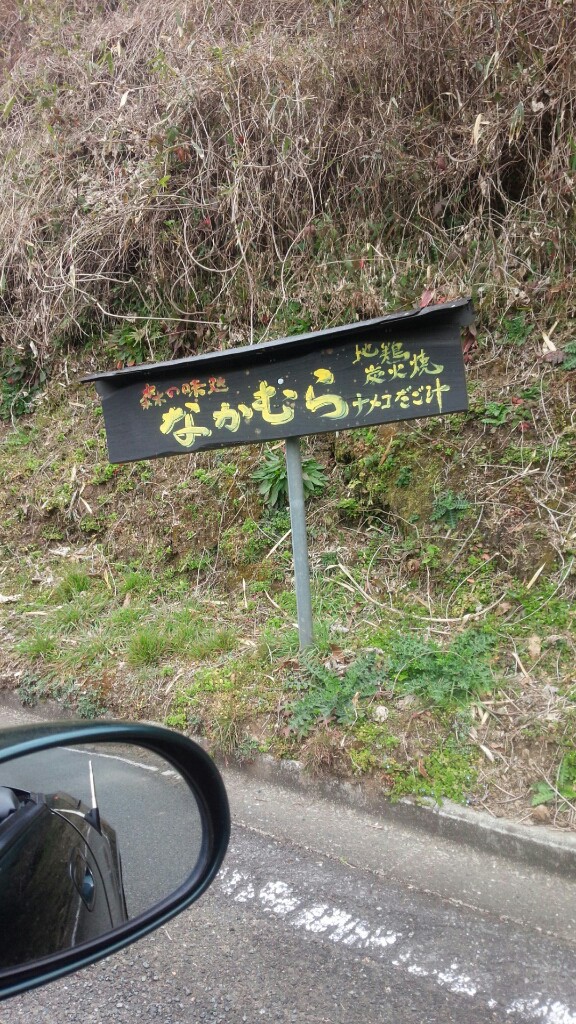 森の味処
なかむら
地鶏
炭火焼
ナメコだご汁